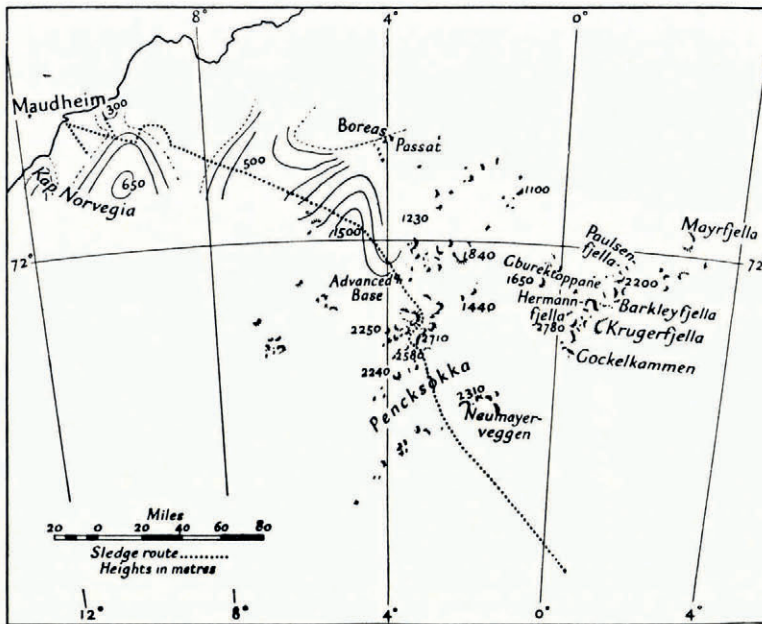 8°
4°
0°
Maudheim
300
Boreas
Passat
Kap Norvegia
650
500
1100
1230
1500
Mayrfjella
Paulsen-
fjella
72°
840
Gburektoppane
1650
2200
72°
Advanced
Base
1440
Hermann-
fjella
Barkleyfjella
2250
2710
2780
Krugerfjella
2580
Gockelkammen
2240
Pencksøkka
2310
Neumayer-
veggen
Miles
20 0 20 40 60 80
Sledge route..........
Heights in metres
12°
8°
4°
0°
4°